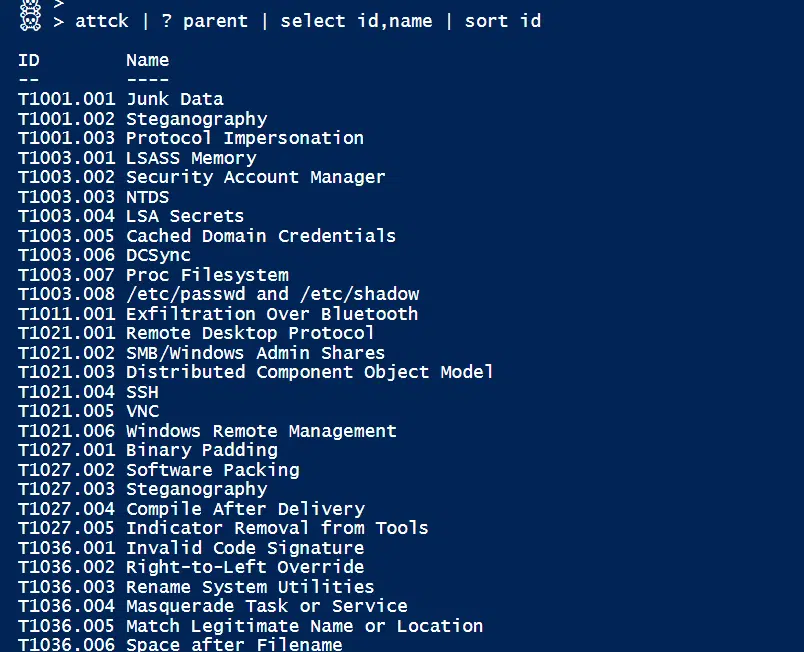 >
> attck | ? parent | select id,name | sort id
ID Name
-- ----
T1001.001 Junk Data
T1001.002 Steganography
T1001.003 Protocol Impersonation
T1003.001 LSASS Memory
T1003.002 Security Account Manager
T1003.003 NTDS
T1003.004 LSA Secrets
T1003.005 Cached Domain Credentials
T1003.006 DCSync
T1003.007 Proc Filesystem
T1003.008 /etc/passwd and /etc/shadow
T1011.001 Exfiltration Over Bluetooth
T1021.001 Remote Desktop Protocol
T1021.002 SMB/Windows Admin Shares
T1021.003 Distributed Component Object Model
T1021.004 SSH
T1021.005 VNC
T1021.006 Windows Remote Management
T1027.001 Binary Padding
T1027.002 Software Packing
T1027.003 Steganography
T1027.004 Compile After Delivery
T1027.005 Indicator Removal from Tools
T1036.001 Invalid Code Signature
T1036.002 Right-to-Left Override
T1036.003 Rename System Utilities
T1036.004 Masquerade Task or Service
T1036.005 Match Legitimate Name or Location
T1036.006 Space after Filename